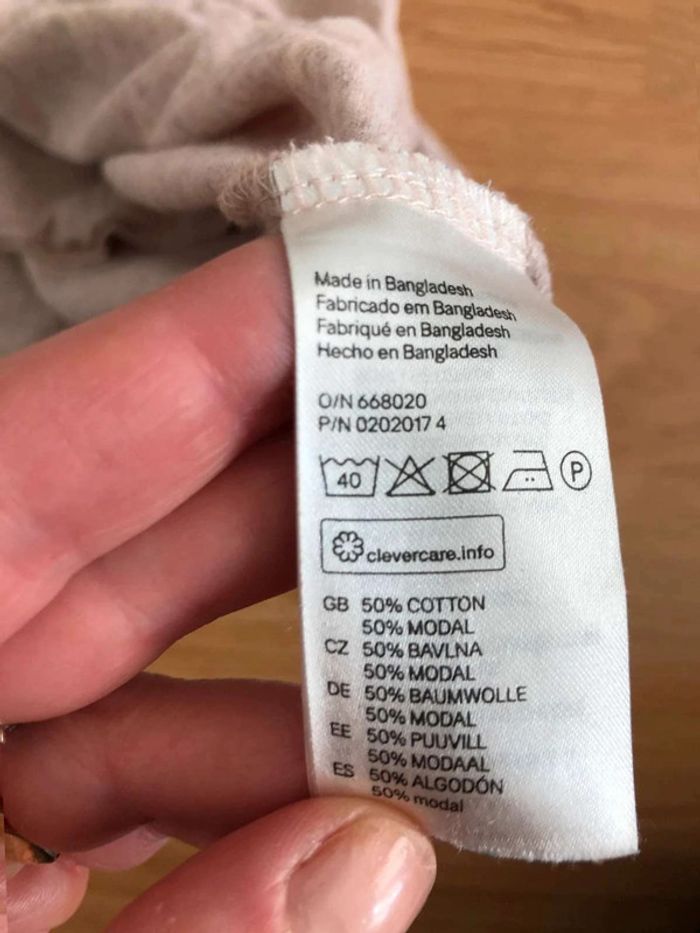 Made in Bangladesh
Fabricado em Bangladesh
Fabriqué en Bangladesh
Hecho en Bangladesh
O/N 668020
P/N 0202017 4
40 P
clevercare.info
GB 50% COTTON
50% MODAL
CZ 50% BAVLNA
50% MODAL
DE 50% BAUMWOLLE
50% MODAL
EE 50% PUUVILL
50% MODAAL
ES 50% ALGODÓN
50% modal